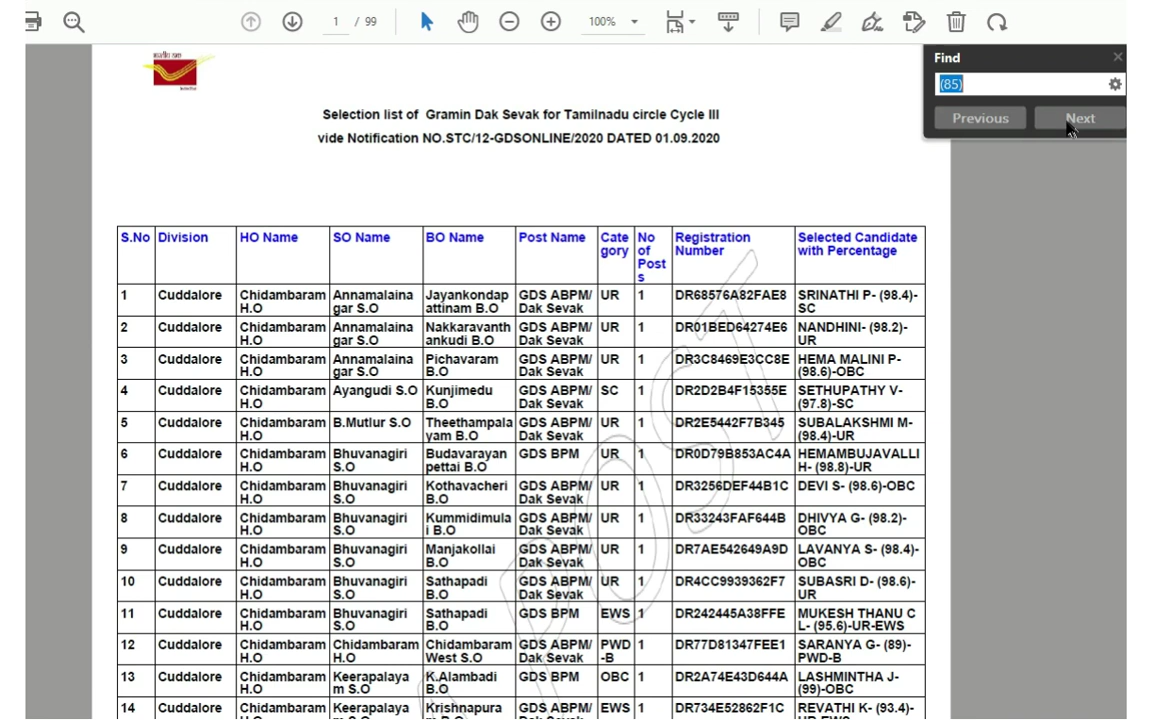 1 / 99
100%
Find
(85)
Previous Next
Selection list of Gramin Dak Sevak for Tamilnadu circle Cycle III
vide Notification NO.STC/12-GDSONLINE/2020 DATED 01.09.2020
S.No Division HO Name SO Name BO Name Post Name Cate No Registration Selected Candidate
gory of Number with Percentage
Post
s
1 Cuddalore Chidambaram Annamalaina Jayankondap GDS ABPM/ UR 1 DR68576A82FAE8 SRINATHI P- (98.4)-
H.O gar S.O attinam B.O Dak Sevak SC
2 Cuddalore Chidambaram Annamalaina Nakkaravanth GDS ABPM/ UR 1 DR01BED64274E6 NANDHINI- (98.2)-
H.O gar S.O ankudi B.O Dak Sevak UR
3 Cuddalore Chidambaram Annamalaina Pichavaram GDS ABPM/ UR 1 DR3C8469E3CC8E HEMA MALINI P-
H.O gar S.O B.O Dak Sevak (98.6)-OBC
4 Cuddalore Chidambaram Ayangudi S.O Kunjimedu GDS ABPM/ SC 1 DR2D2B4F15355E SETHUPATHY V-
H.O B.O Dak Sevak (97.8)-SC
5 Cuddalore Chidambaram B.Mutlur S.O Theethampala GDS ABPM/ UR 1 DR2E5442F7B345 SUBALAKSHMI M-
H.O yam B.O Dak Sevak (98.4)-UR
6 Cuddalore Chidambaram Bhuvanagiri Budavarayan GDS BPM UR 1 DR0D79B853AC4A HEMAMBUJAVALLI
H.O S.O pettai B.O H- (98.8)-UR
7 Cuddalore Chidambaram Bhuvanagiri Kothavacheri GDS ABPM/ UR 1 DR3256DEF44B1C DEVI S- (98.6)-OBC
H.O S.O B.O Dak Sevak
8 Cuddalore Chidambaram Bhuvanagiri Kummidimula GDS ABPM/ UR 1 DR33243FAF644B DHIVYA G- (98.2)-
H.O S.O i B.O Dak Sevak OBC
9 Cuddalore Chidambaram Bhuvanagiri Manjakollai GDS ABPM/ UR 1 DR7AE542649A9D LAVANYA S- (98.4)-
H.O S.O B.O Dak Sevak OBC
10 Cuddalore Chidambaram Bhuvanagiri Sathapadi GDS ABPM/ UR 1 DR4CC9939362F7 SUBASRI D- (98.6)-
H.O S.O B.O Dak Sevak UR
11 Cuddalore Chidambaram Bhuvanagiri Sathapadi GDS BPM EWS 1 DR242445A38FFE MUKESH THANU C
H.O S.O B.O L- (95.6)-UR-EWS
12 Cuddalore Chidambaram Chidambaram Chidambaram GDS ABPM/ PWD 1 DR77D81347FEE1 SARANYA G- (89)-
H.O H.O West S.O Dak Sevak -B PWD-B
13 Cuddalore Chidambaram Keerapalaya K.Alambadi GDS BPM OBC 1 DR2A74E43D644A LASHMINTHA J-
H.O m S.O B.O (99)-OBC
14 Cuddalore Chidambaram Keerapalaya Krishnapura GDS ABPM/ EWS 1 DR734E52862F1C REVATHI K- (93.4)-